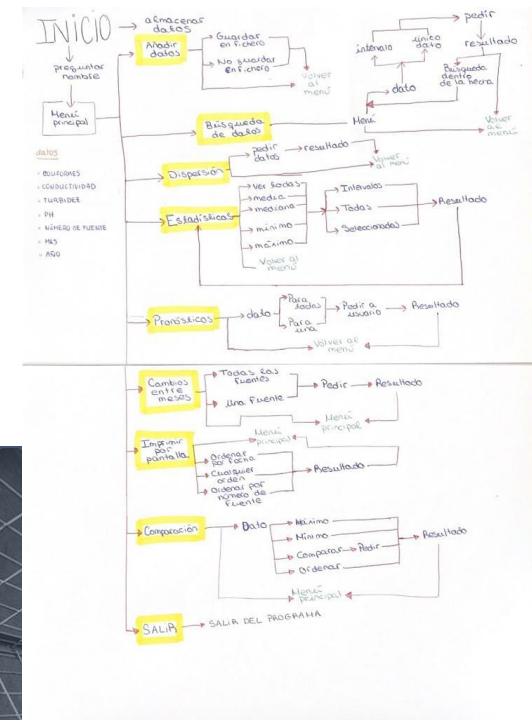 INICIO
preguntar
nombre
Menú
principal
datos
- COLIFORMES
- CONDUCTIVIDAD
- TURBIDEZ
- PH
- NÚMERO DE FUENTE
- MES
- AÑO
almacenar
datos
Añadir
datos
Guardar
en fichero
No guardar
en fichero
Volver
al
menú
Búsqueda
de datos
Menú
dato
intervalo
único
dato
pedir
resultado
Búsqueda
dentro
de la hecha
Volver
al
menú
Dispersión
pedir
datos
resultado
Volver
al menú
Estadísticas
ver todas
media
mediana
mínimo
máximo
Volver al
menú
Intervalos
Todas
Seleccionadas
Resultado
Pronósticos
dato
Para
todas
Para
una
Pedir a
usuario
Resultado
Volver al
menú
Cambios
entre
meses
Todas las
fuentes
Una fuente
Pedir
Resultado
Menú
principal
Imprimir
por
pantalla
Menú
principal
Ordenar
por fecha
Cualquier
orden
Ordenar por
número de
fuente
Resultado
Comparación
Dato
Máximo
Mínimo
Comparar
Pedir
Ordenar
Resultado
Menú
principal
SALIR
SALIR DEL PROGRAMA